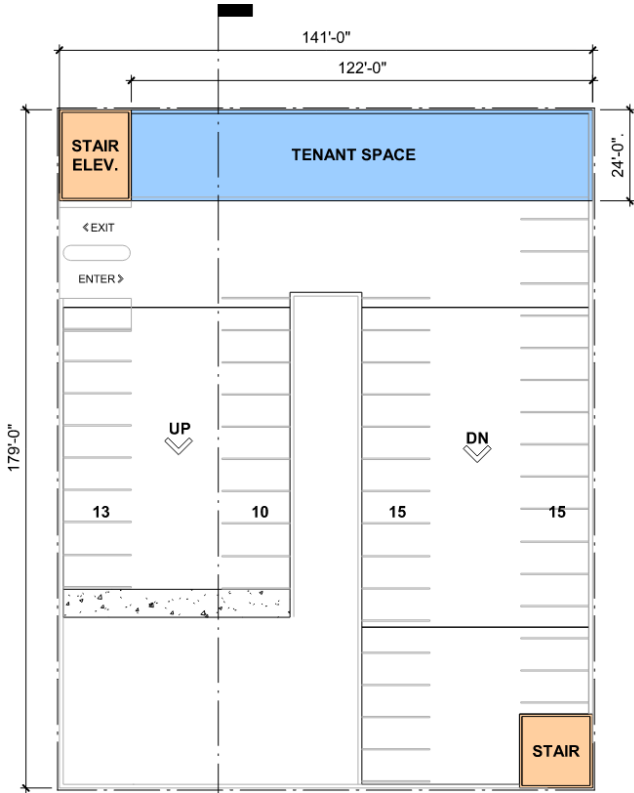 141'-0"
122'-0"
STAIR
ELEV.
TENANT SPACE
24'-0".
EXIT
ENTER
179'-0"
UP
DN
13
10
15
15
STAIR